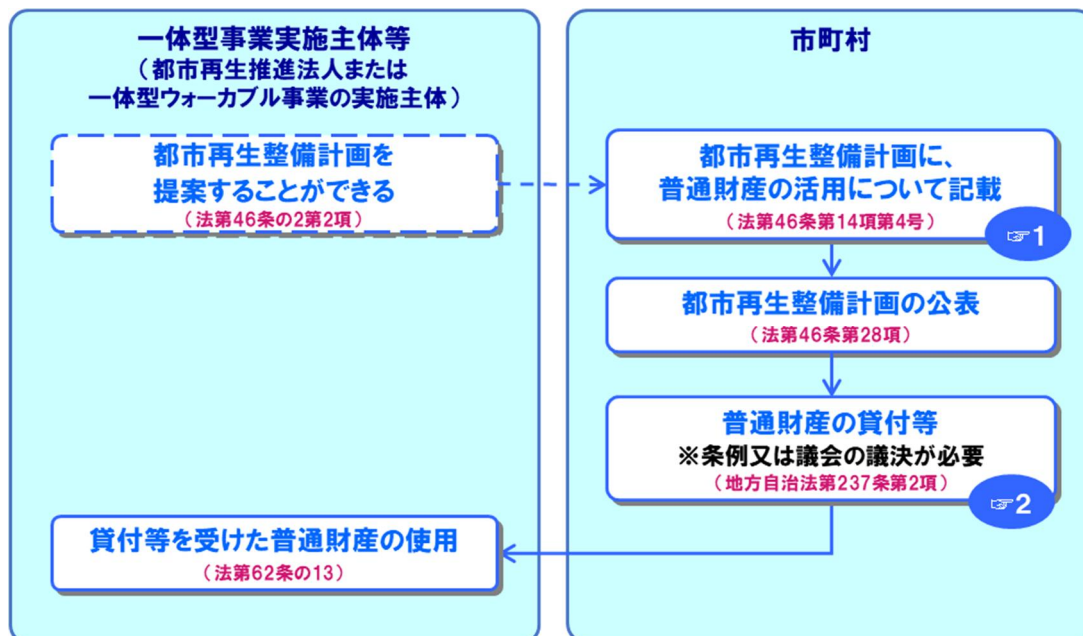 一体型事業実施主体等
（都市再生推進法人または
一体型ウォーカブル事業の実施主体）
都市再生整備計画を
提案することができる
（法第46条の2第2項）
貸付等を受けた普通財産の使用
（法第62条の13）
市町村
都市再生整備計画に、
普通財産の活用について記載
（法第46条第14項第4号）
☞1
都市再生整備計画の公表
（法第46条第28項）
普通財産の貸付等
※条例又は議会の議決が必要
（地方自治法第237条第2項）
☞2